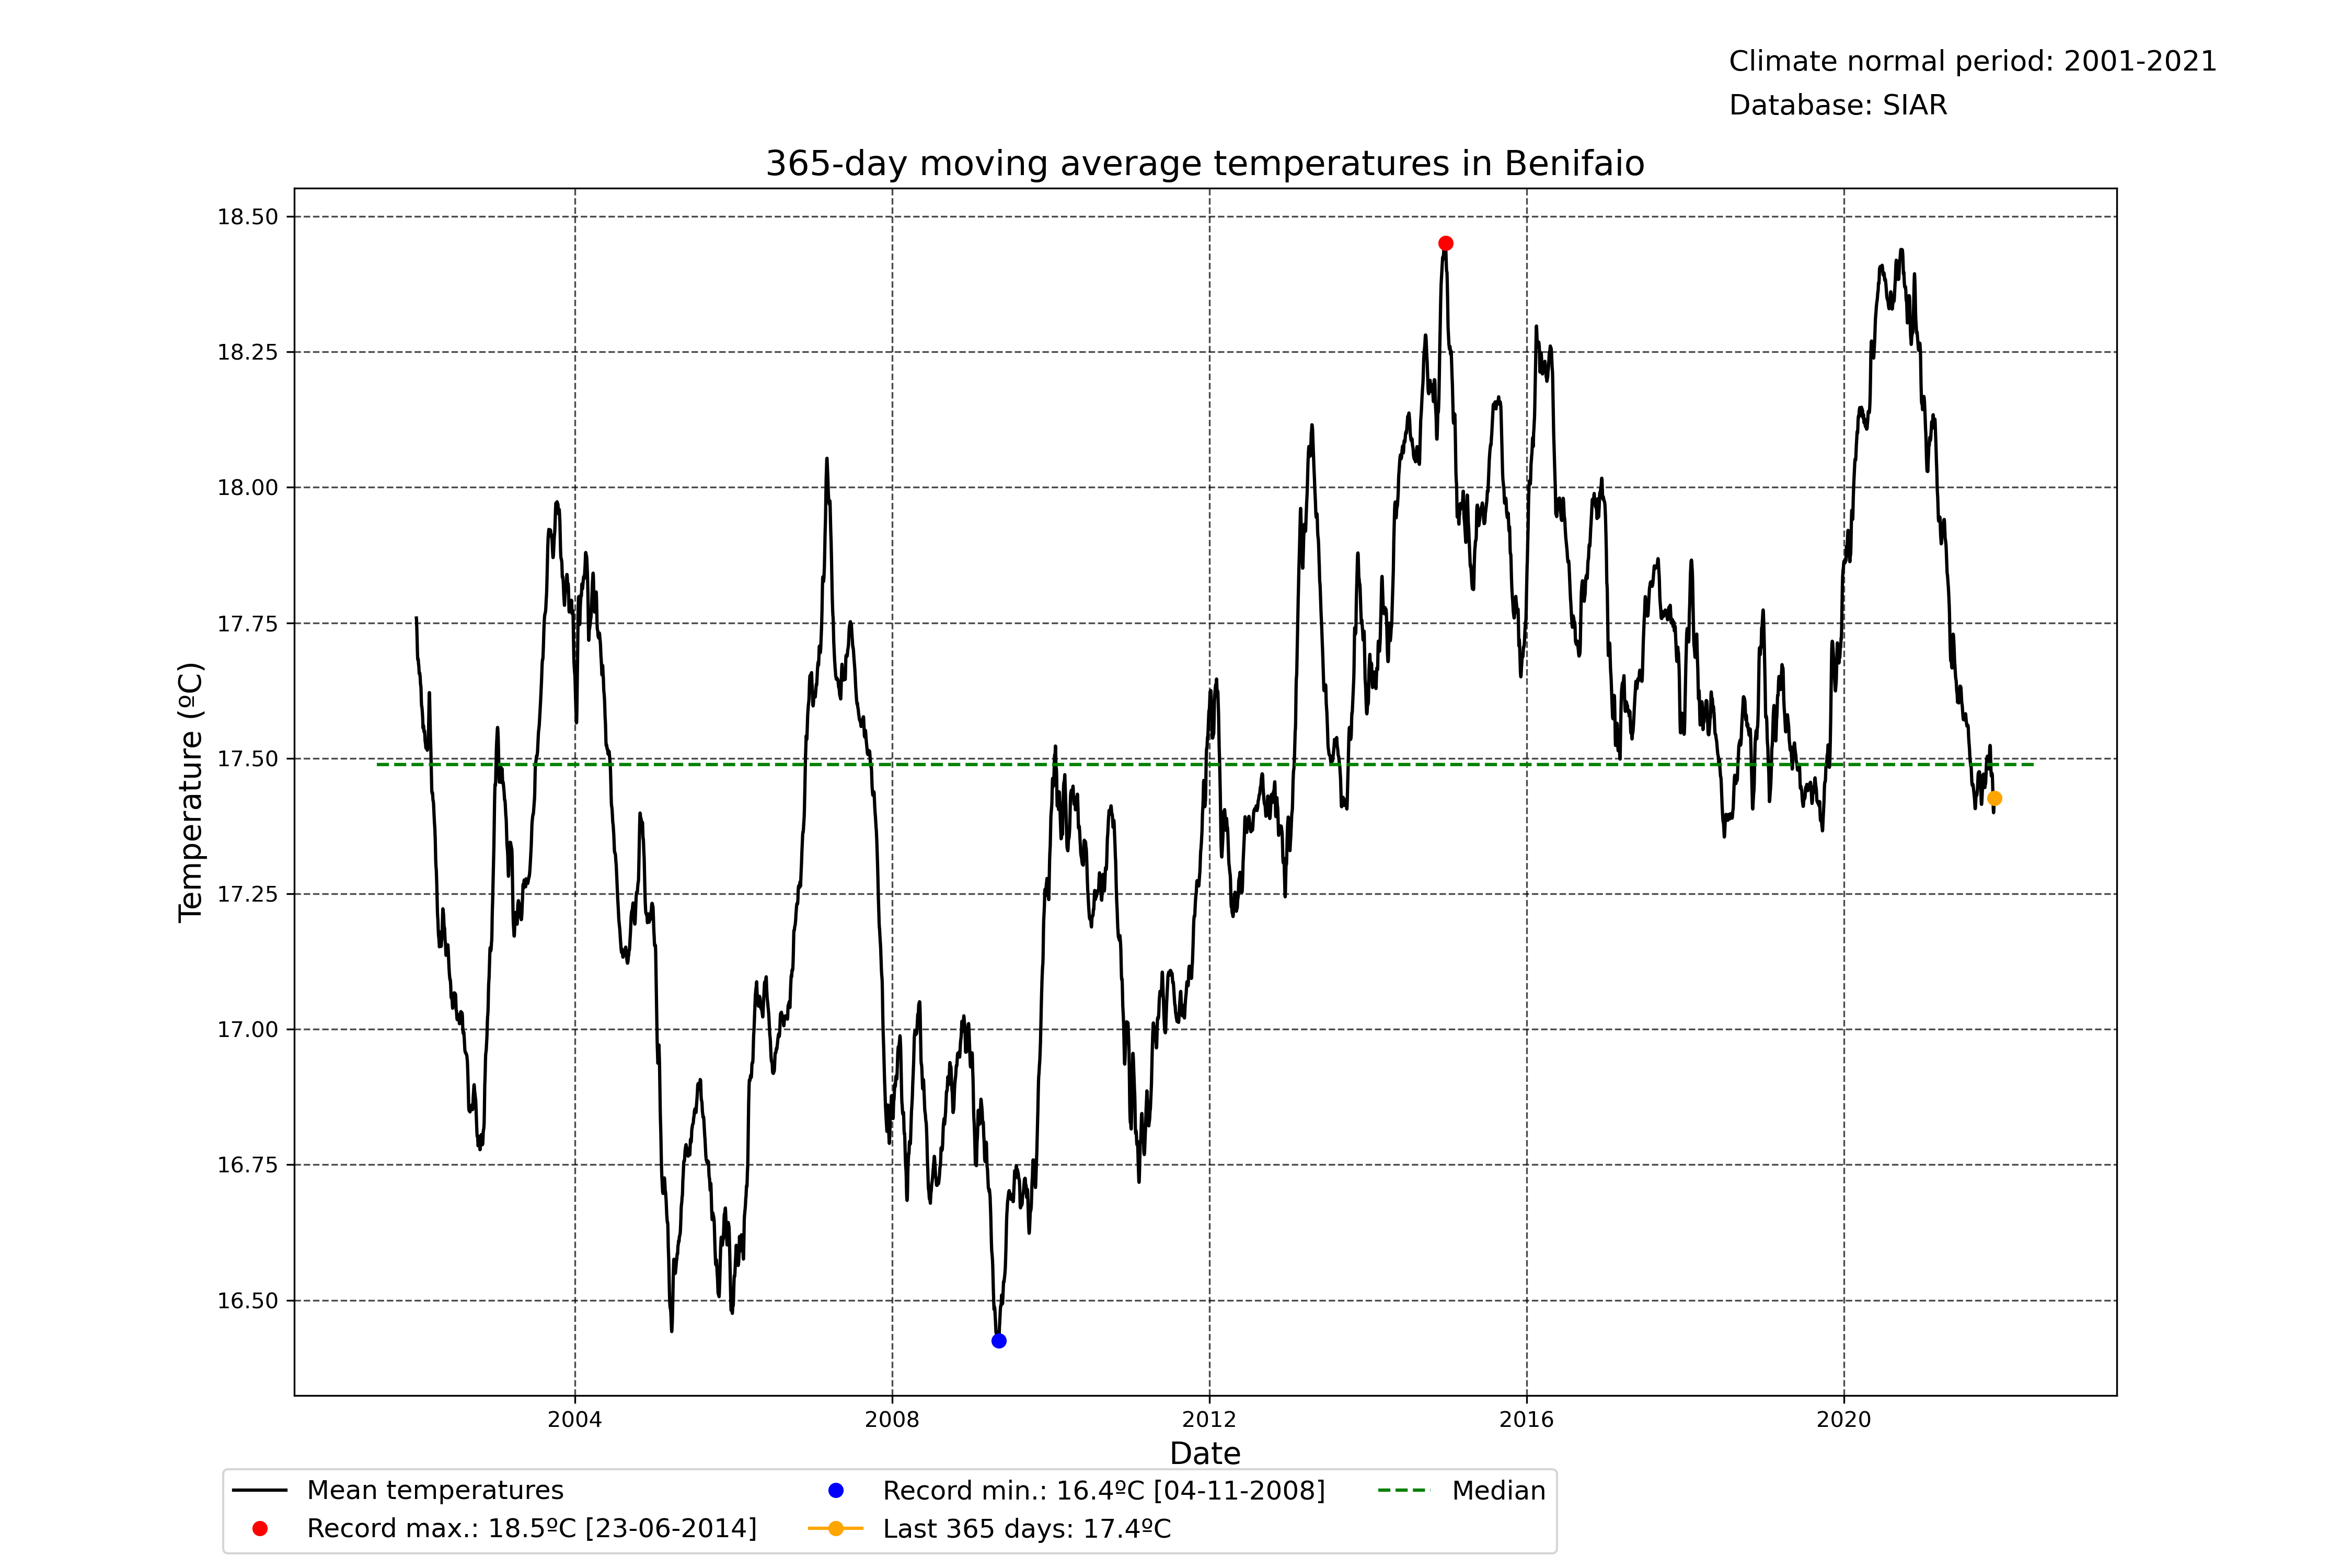 Climate normal period: 2001-2021
Database: SIAR
365-day moving average temperatures in Benifaio
18.50
18.25
18.00
17.75
17.50
17.25
17.00
16.75
16.50
Temperature (ºC)
2004 2008 2012 2016 2020
Date
Mean temperatures
Record max.: 18.5ºC [23-06-2014]
Record min.: 16.4ºC [04-11-2008]
Last 365 days: 17.4ºC
Median